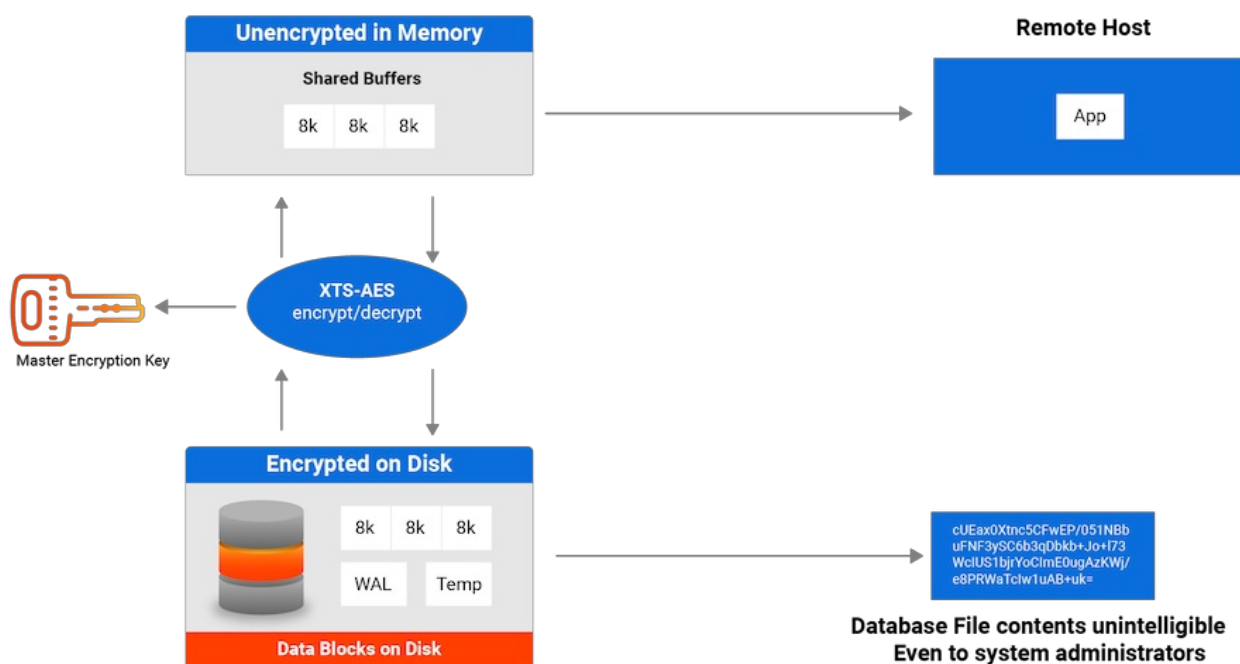 Unencrypted in Memory
Shared Buffers
8k 8k 8k
Remote Host
App
XTS-AES
encrypt/decrypt
Master Encryption Key
Encrypted on Disk
8k 8k 8k
WAL Temp
Data Blocks on Disk
cUEax0Xtnc5CFwEP/051NBb
uFNF3ySC6b3qDbkb+Jo+l73
WclUS1bjrYoClmE0ugAzKWj/
e8PRWaTclw1uAB+uk=
Database File contents unintelligible
Even to system administrators